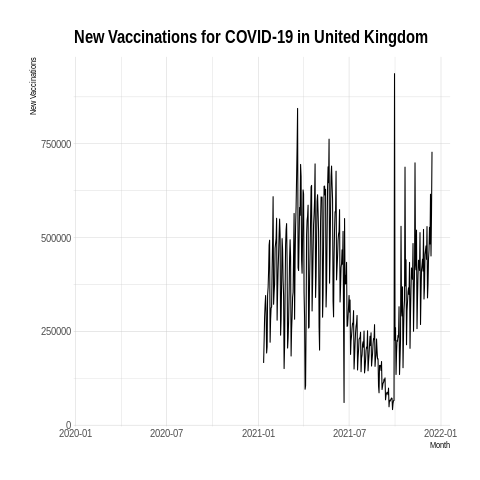 New Vaccinations for COVID-19 in United Kingdom
New Vaccinations
750000
500000
250000
0
2020-01 2020-07 2021-01 2021-07 2022-01
Month